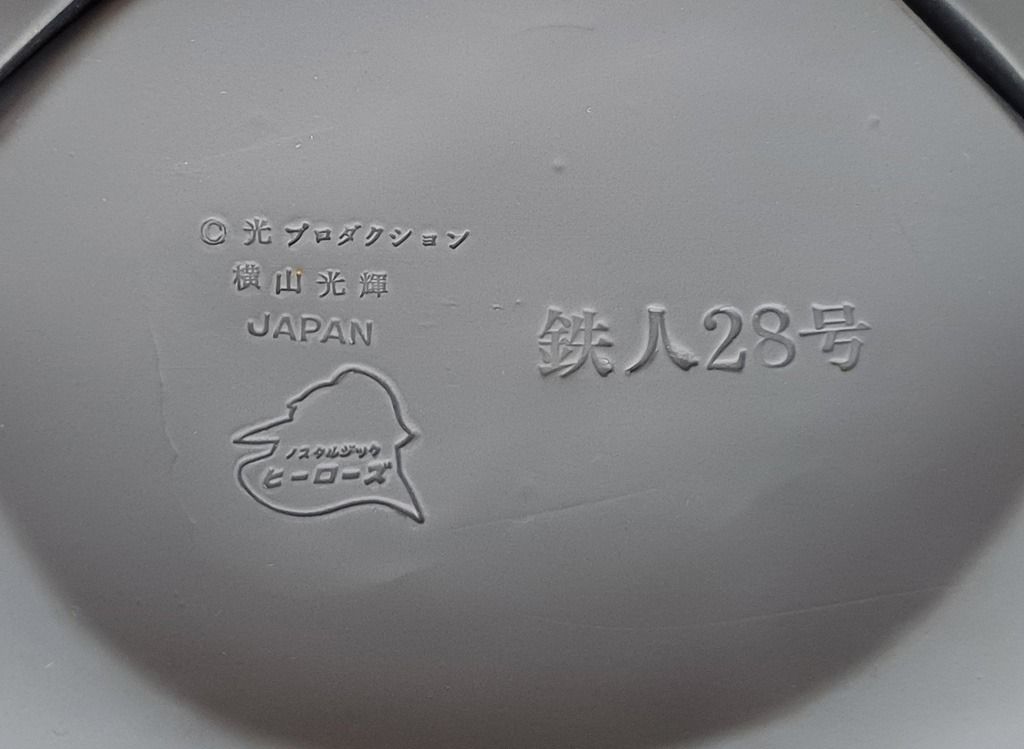 © 光プロダクション
横山光輝
JAPAN
ノスタルジック
ヒーローズ
鉄人28号